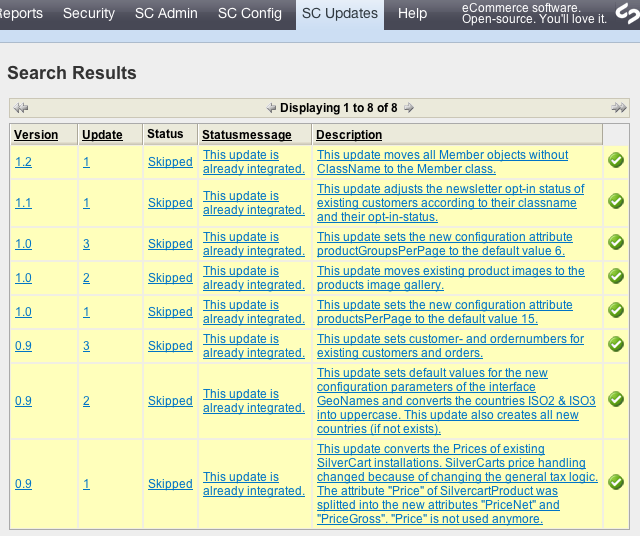 Reports Security SC Admin SC Config SC Updates Help eCommerce software.
Open-source. You'll love it.
Search Results
Displaying 1 to 8 of 8
Version Update Status Statusmessage Description
1.2 1 Skipped This update is already integrated. This update moves all Member objects without
ClassName to the Member class.
1.1 1 Skipped This update is already integrated. This update adjusts the newsletter opt-in status of
existing customers according to their classname
and their opt-in-status.
1.0 3 Skipped This update is already integrated. This update sets the new configuration attribute
productGroupsPerPage to the default value 6.
1.0 2 Skipped This update is already integrated. This update moves existing product images to the
products image gallery.
1.0 1 Skipped This update is already integrated. This update sets the new configuration attribute
productsPerPage to the default value 15.
0.9 3 Skipped This update is already integrated. This update sets customer- and ordernumbers for
existing customers and orders.
0.9 2 Skipped This update is already integrated. This update sets default values for the new
configuration parameters of the interface
GeoNames and converts the countries ISO2 & ISO3
into uppercase. This update also creates all new
countries (if not exists).
0.9 1 Skipped This update is already integrated. This update converts the Prices of existing
SilverCart installations. SilverCarts price handling
changed because of changing the general tax logic.
The attribute "Price" of SilvercartProduct was
splitted into the new attributes "PriceNet" and
"PriceGross". "Price" is not used anymore.